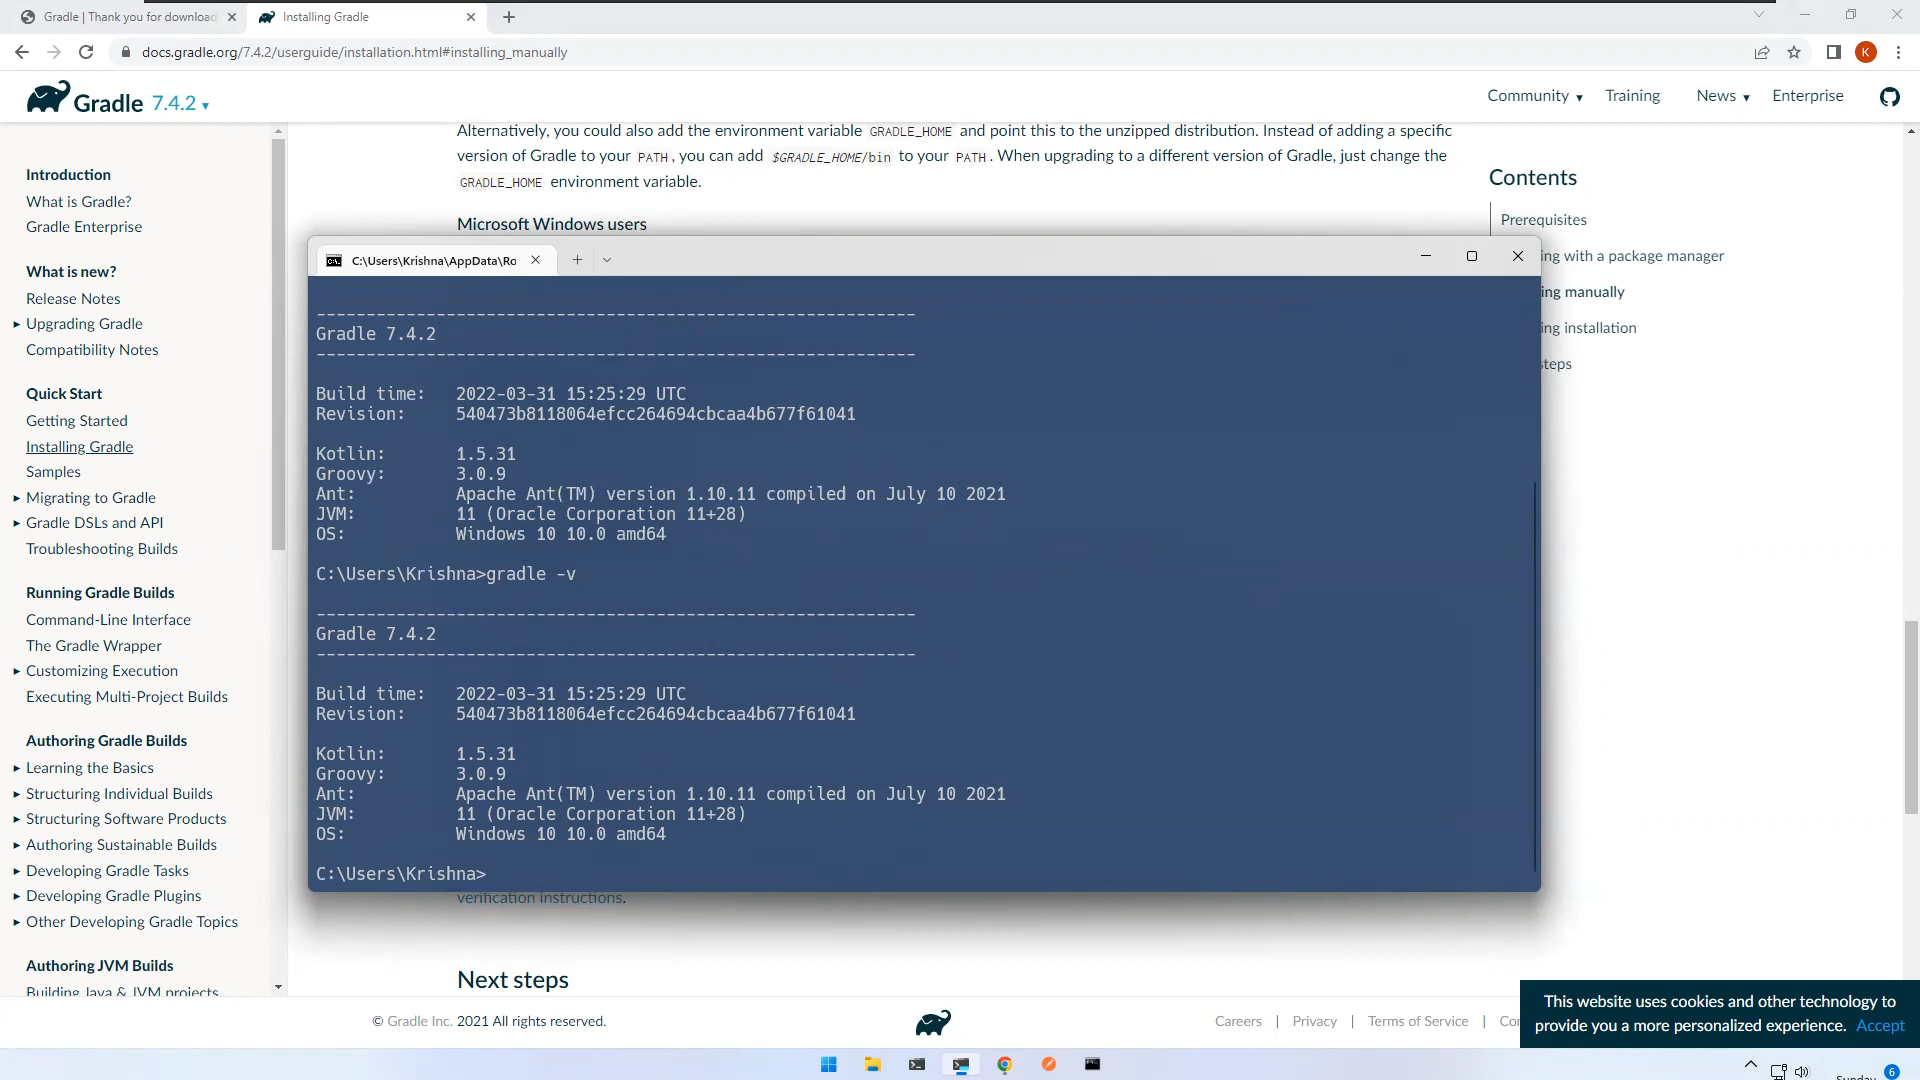 Gradle | Thank you for download
Installing Gradle
docs.gradle.org/7.4.2/userguide/installation.html#installing_manually
K
Gradle 7.4.2
Community
Training
News
Enterprise
Introduction
What is Gradle?
Gradle Enterprise
What is new?
Release Notes
Upgrading Gradle
Compatibility Notes
Quick Start
Getting Started
Installing Gradle
Samples
Migrating to Gradle
Gradle DSLs and API
Troubleshooting Builds
Running Gradle Builds
Command-Line Interface
The Gradle Wrapper
Customizing Execution
Executing Multi-Project Builds
Authoring Gradle Builds
Learning the Basics
Structuring Individual Builds
Structuring Software Products
Authoring Sustainable Builds
Developing Gradle Tasks
Developing Gradle Plugins
Other Developing Gradle Topics
Authoring JVM Builds
Building Java & JVM projects
Alternatively, you could also add the environment variable GRADLE_HOME and point this to the unzipped distribution. Instead of adding a specific
version of Gradle to your PATH, you can add $GRADLE_HOME/bin to your PATH. When upgrading to a different version of Gradle, just change the
GRADLE_HOME environment variable.
Microsoft Windows users
C:\Users\Krishna\AppData\Ro
------------------------------------------------------------
Gradle 7.4.2
------------------------------------------------------------
Build time:   2022-03-31 15:25:29 UTC
Revision:     540473b8118064efcc264694cbcaa4b677f61041
Kotlin:       1.5.31
Groovy:       3.0.9
Ant:          Apache Ant(TM) version 1.10.11 compiled on July 10 2021
JVM:          11 (Oracle Corporation 11+28)
OS:           Windows 10 10.0 amd64
C:\Users\Krishna>gradle -v
------------------------------------------------------------
Gradle 7.4.2
------------------------------------------------------------
Build time:   2022-03-31 15:25:29 UTC
Revision:     540473b8118064efcc264694cbcaa4b677f61041
Kotlin:       1.5.31
Groovy:       3.0.9
Ant:          Apache Ant(TM) version 1.10.11 compiled on July 10 2021
JVM:          11 (Oracle Corporation 11+28)
OS:           Windows 10 10.0 amd64
C:\Users\Krishna>
verification instructions.
Next steps
Contents
Prerequisites
ing with a package manager
ing manually
ing installation
steps
© Gradle Inc. 2021 All rights reserved.
Careers | Privacy | Terms of Service | Co
This website uses cookies and other technology to
provide you a more personalized experience. Accept
Sunday
6